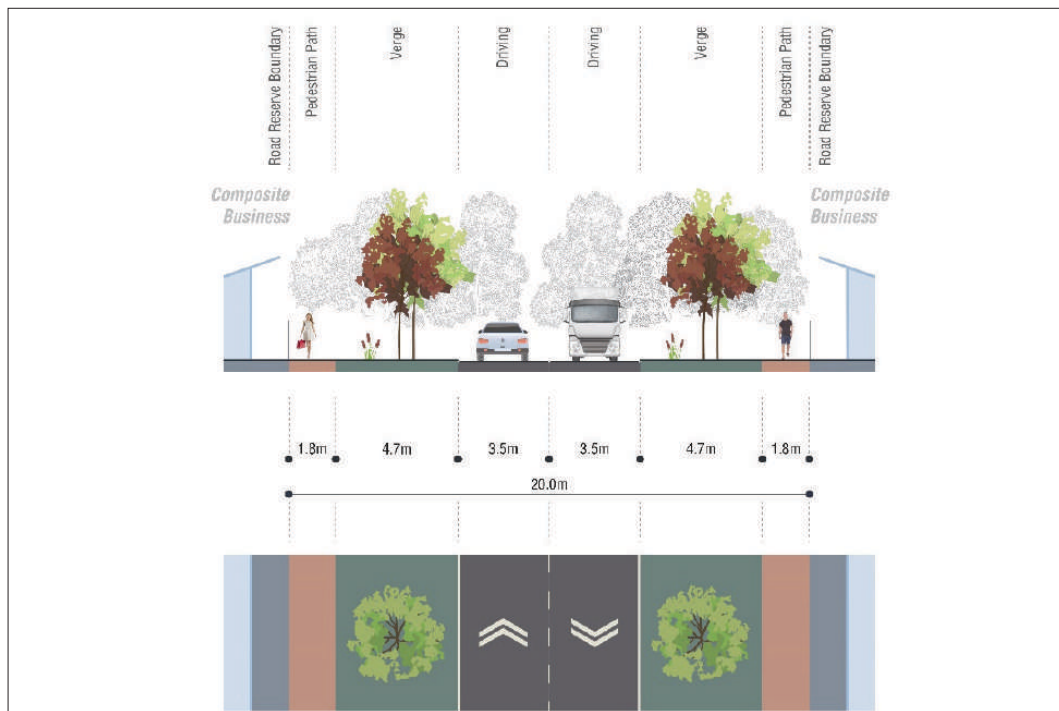 Road Reserve Boundary
Pedestrian Path
Verge
Driving
Driving
Verge
Pedestrian Path
Road Reserve Boundary
Composite
Business
Composite
Business
1.8m
4.7m
3.5m
3.5m
4.7m
1.8m
20.0m